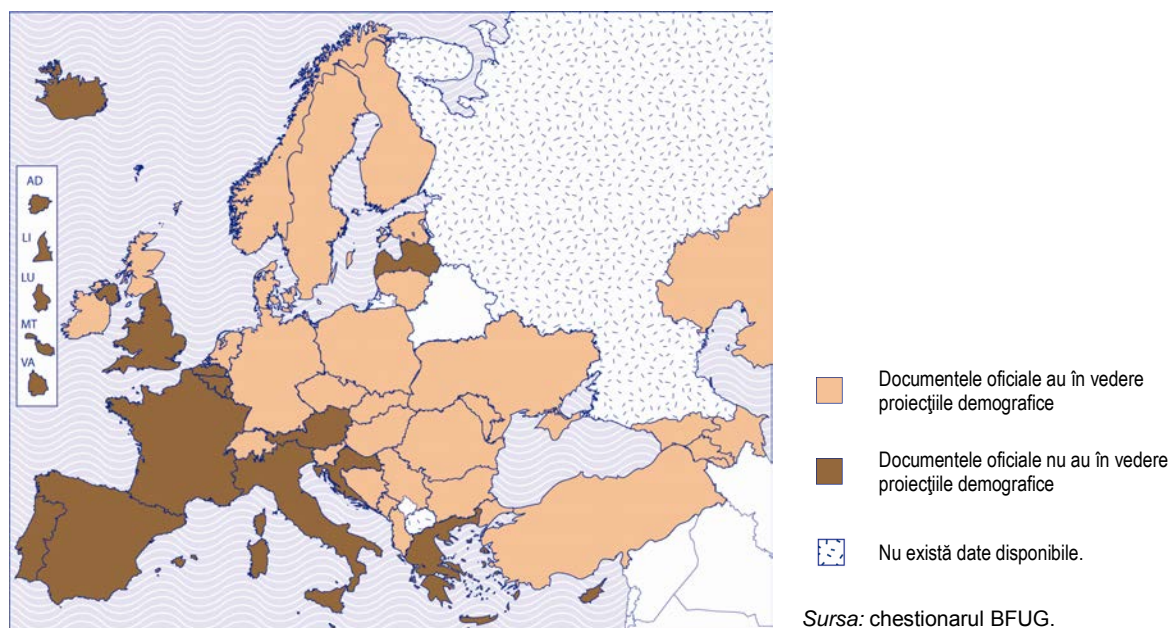 AD
LI
LU
MT
VA
Documentele oficiale au în vedere
proiecţiile demografice
Documentele oficiale nu au în vedere
proiecţiile demografice
Nu există date disponibile.
Sursa: chestionarul BFUG.